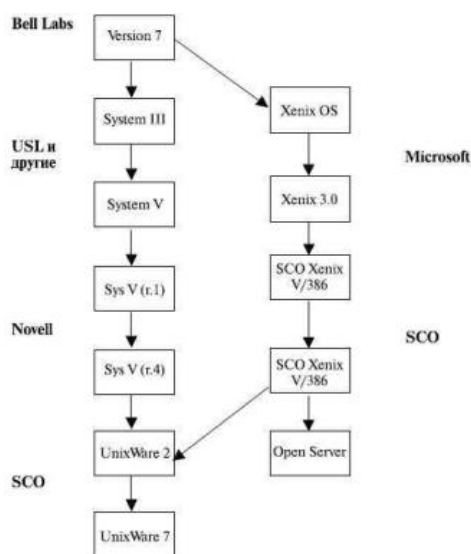 Bell Labs
Version 7
System III
Xenix OS
USL и
другие
Microsoft
System V
Xenix 3.0
Sys V (r.1)
SCO Xenix
V/386
Novell
SCO
Sys V (r.4)
SCO Xenix
V/386
UnixWare 2
Open Server
SCO
UnixWare 7